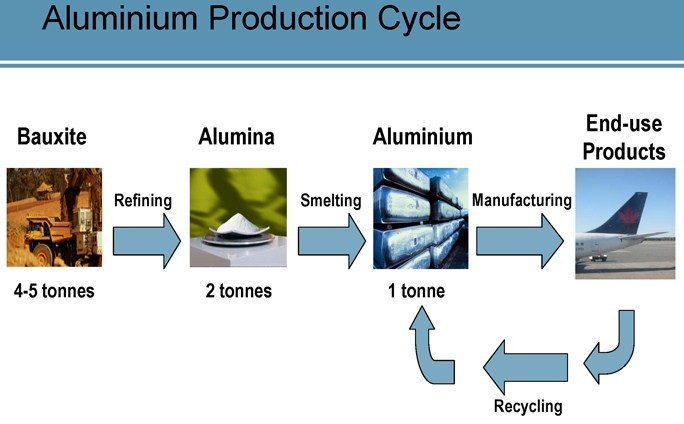 Aluminium Production Cycle
Bauxite
Alumina
Aluminium
End-use
Products
Refining
Smelting
Manufacturing
4-5 tonnes
2 tonnes
1 tonne
Recycling